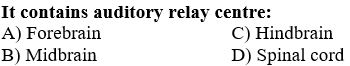 It contains auditory relay centre:
A) Forebrain C) Hindbrain
B) Midbrain D) Spinal cord